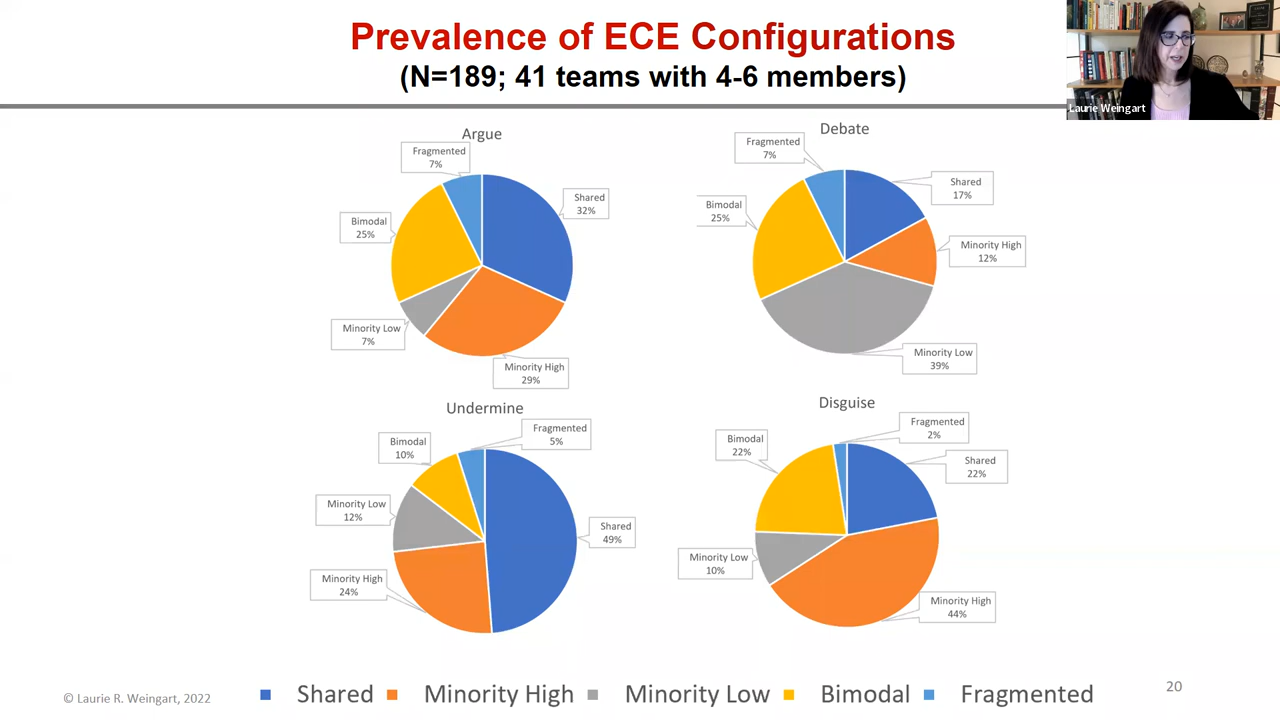 Prevalence of ECE Configurations
(N=189; 41 teams with 4-6 members)
Laurie Weingart
Argue
Fragmented
7%
Shared
32%
Bimodal
25%
Minority Low
7%
Minority High
29%
Debate
Fragmented
7%
Shared
17%
Bimodal
25%
Minority High
12%
Minority Low
39%
Undermine
Fragmented
5%
Bimodal
10%
Minority Low
12%
Shared
49%
Minority High
24%
Disguise
Fragmented
2%
Bimodal
22%
Shared
22%
Minority Low
10%
Minority High
44%
© Laurie R. Weingart, 2022
Shared Minority High Minority Low Bimodal Fragmented
20